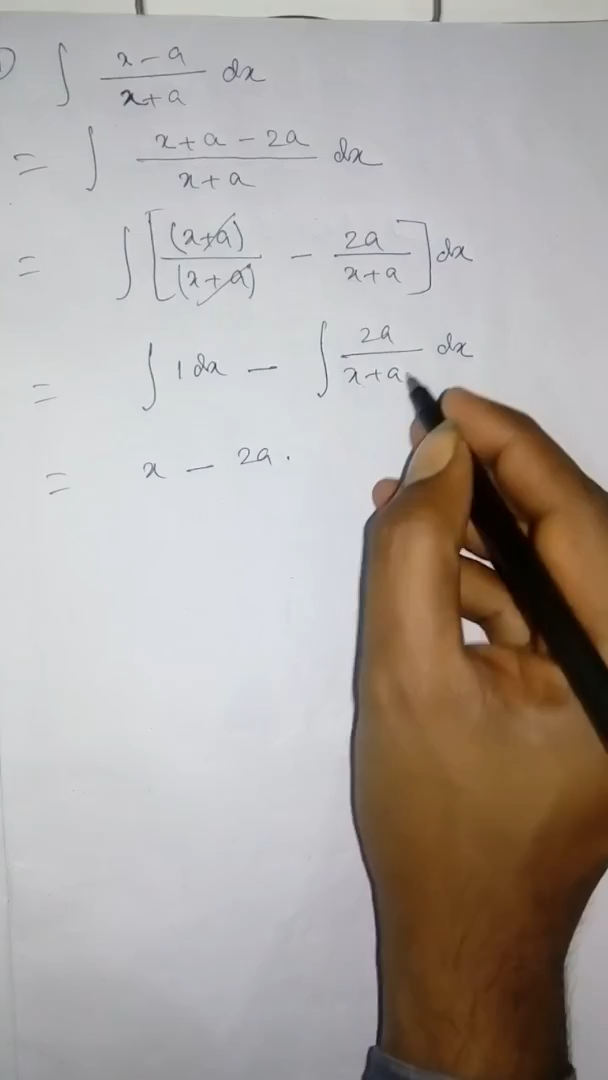 ∫ (x - a)/(x + a) dx
= ∫ (x + a - 2a)/(x + a) dx
= ∫ [(x + a)/(x + a) - 2a/(x + a)] dx
= ∫ 1 dx - ∫ 2a/(x + a) dx
= x - 2a.